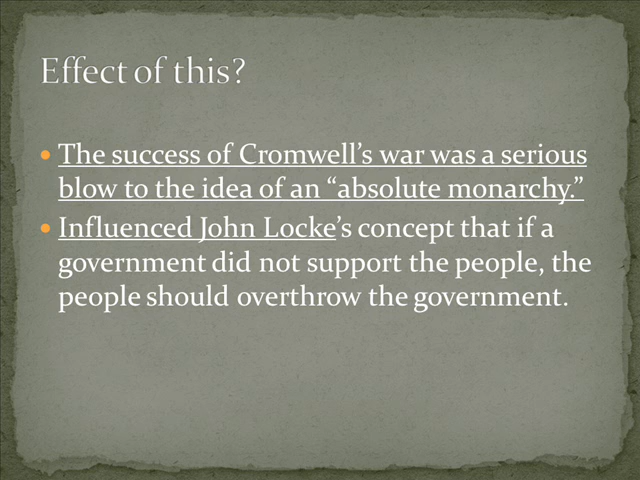 Effect of this?
• The success of Cromwell’s war was a serious
blow to the idea of an “absolute monarchy.”
• Influenced John Locke’s concept that if a
government did not support the people, the
people should overthrow the government.